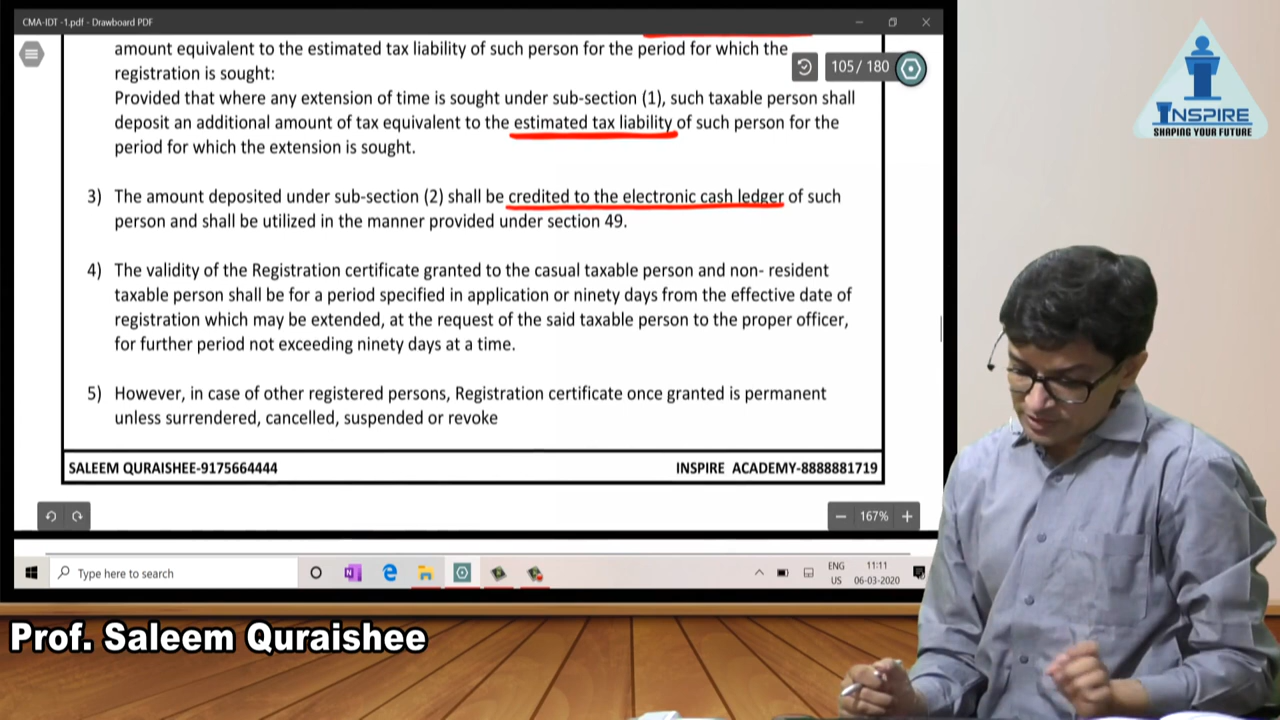 CMA-IDT -1.pdf - Drawboard PDF
amount equivalent to the estimated tax liability of such person for the period for which the
registration is sought:
105 / 180
Provided that where any extension of time is sought under sub-section (1), such taxable person shall
deposit an additional amount of tax equivalent to the estimated tax liability of such person for the
period for which the extension is sought.
3) The amount deposited under sub-section (2) shall be credited to the electronic cash ledger of such
person and shall be utilized in the manner provided under section 49.
4) The validity of the Registration certificate granted to the casual taxable person and non- resident
taxable person shall be for a period specified in application or ninety days from the effective date of
registration which may be extended, at the request of the said taxable person to the proper officer,
for further period not exceeding ninety days at a time.
5) However, in case of other registered persons, Registration certificate once granted is permanent
unless surrendered, cancelled, suspended or revoke
SALEEM QURAISHEE-9175664444 INSPIRE ACADEMY-8888881719
167%
Type here to search
ENG 11:11
US 06-03-2020
INSPIRE
SHAPING YOUR FUTURE
Prof. Saleem Quraishee